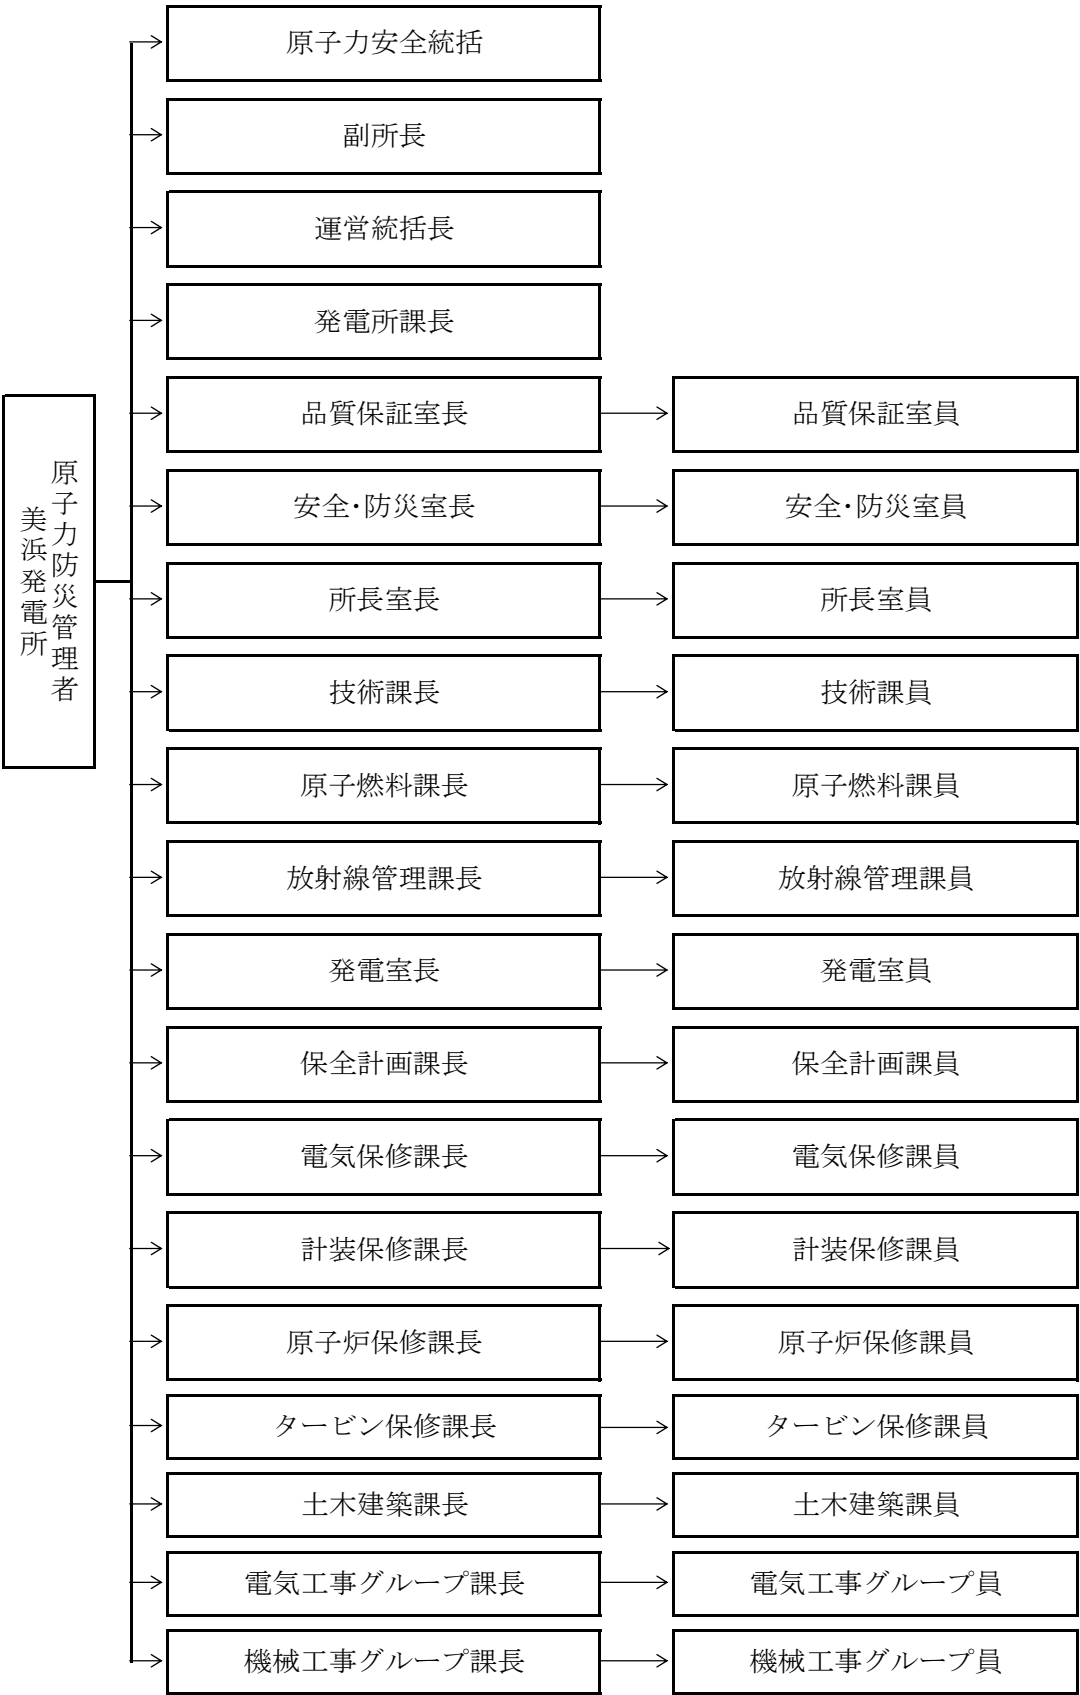 原子力安全統括
副所長
運営統括長
発電所課長
原子力防災管理者
美浜発電所
品質保証室長
品質保証室員
安全・防災室長
安全・防災室員
所長室長
所長室員
技術課長
技術課員
原子燃料課長
原子燃料課員
放射線管理課長
放射線管理課員
発電室長
発電室員
保全計画課長
保全計画課員
電気保修課長
電気保修課員
計装保修課長
計装保修課員
原子炉保修課長
原子炉保修課員
タービン保修課長
タービン保修課員
土木建築課長
土木建築課員
電気工事グループ課長
電気工事グループ員
機械工事グループ課長
機械工事グループ員